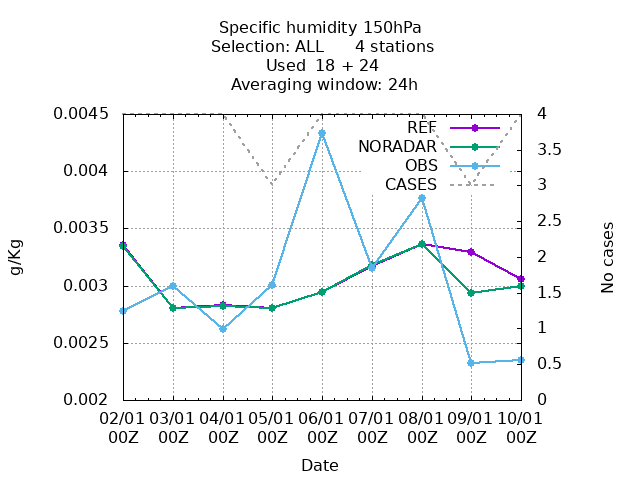 Specific humidity 150hPa
Selection: ALL 4 stations
Used 18 + 24
Averaging window: 24h
0.0045
0.004
0.0035
0.003
0.0025
0.002
g/Kg
REF
NORADAR
OBS
CASES
4
3.5
3
2.5
2
1.5
1
0.5
0
No cases
02/01 03/01 04/01 05/01 06/01 07/01 08/01 09/01 10/01
00Z 00Z 00Z 00Z 00Z 00Z 00Z 00Z 00Z
Date